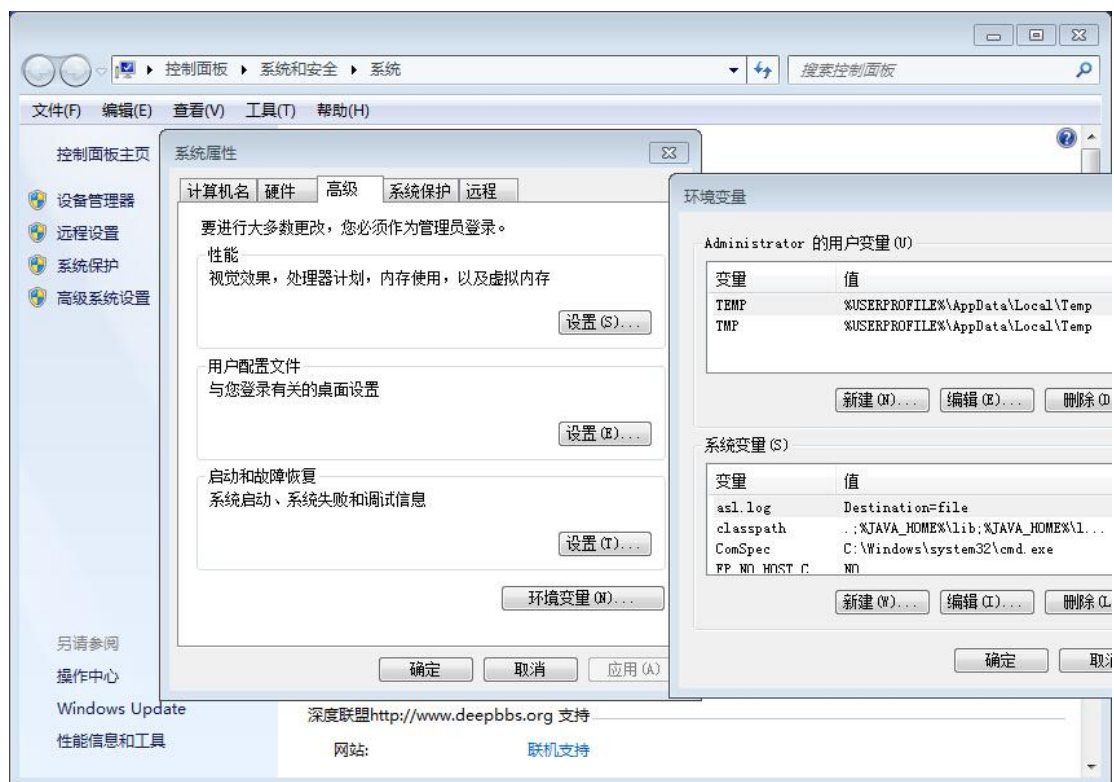 控制面板 系统和安全 系统
搜索控制面板
文件(F) 编辑(E) 查看(V) 工具(T) 帮助(H)
控制面板主页
设备管理器
远程设置
系统保护
高级系统设置
另请参阅
操作中心
Windows Update
性能信息和工具
系统属性
计算机名 硬件 高级 系统保护 远程
要进行大多数更改，您必须作为管理员登录。
性能
视觉效果，处理器计划，内存使用，以及虚拟内存
设置(S)...
用户配置文件
与您登录有关的桌面设置
设置(E)...
启动和故障恢复
系统启动、系统失败和调试信息
设置(T)...
环境变量(N)...
确定 取消 应用(A)
环境变量
Administrator 的用户变量(U)
变量 值
TEMP %USERPROFILE%\AppData\Local\Temp
TMP %USERPROFILE%\AppData\Local\Temp
新建(N)... 编辑(E)... 删除(D
系统变量(S)
变量 值
asl.log Destination=file
classpath .;%JAVA_HOME%\lib;%JAVA_HOME%\l...
ComSpec C:\Windows\system32\cmd.exe
FP_NO_HOST_C NO
新建(W)... 编辑(I)... 删除(L
确定 取
深度联盟http://www.deepbbs.org 支持
网站: 联机支持